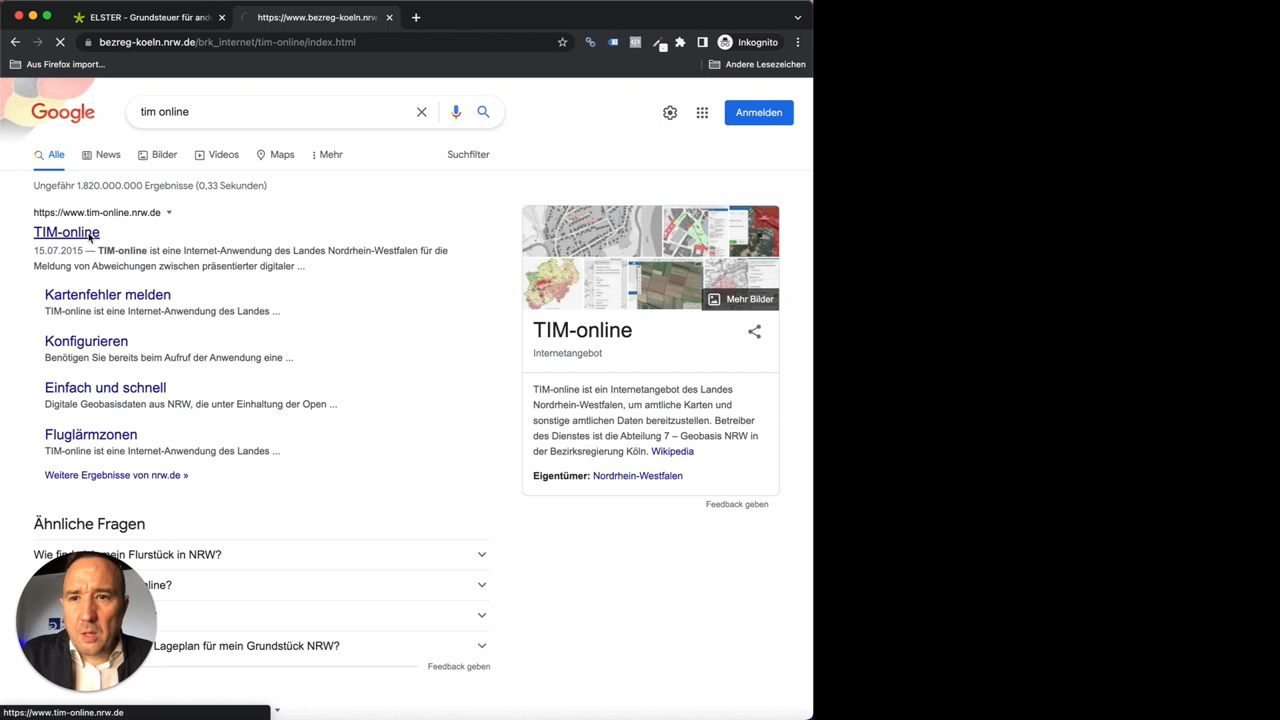 ELSTER - Grundsteuer für and
https://www.bezreg-koeln.nrw.
bezreg-koeln.nrw.de/brk_internet/tim-online/index.html
Inkognito
Aus Firefox import...
Andere Lesezeichen
Google
tim online
Anmelden
Alle
News
Bilder
Videos
Maps
Mehr
Suchfilter
Ungefähr 1.820.000.000 Ergebnisse (0,33 Sekunden)
https://www.tim-online.nrw.de
TIM-online
15.07.2015 — TIM-online ist eine Internet-Anwendung des Landes Nordrhein-Westfalen für die
Meldung von Abweichungen zwischen präsentierter digitaler ...
Kartenfehler melden
TIM-online ist eine Internet-Anwendung des Landes ...
Konfigurieren
Benötigen Sie bereits beim Aufruf der Anwendung eine ...
Einfach und schnell
Digitale Geobasisdaten aus NRW, die unter Einhaltung der Open ...
Fluglärmzonen
TIM-online ist eine Internet-Anwendung des Landes ...
Weitere Ergebnisse von nrw.de »
Mehr Bilder
TIM-online
Internetangebot
TIM-online ist ein Internetangebot des Landes
Nordrhein-Westfalen, um amtliche Karten und
sonstige amtlichen Daten bereitzustellen. Betreiber
des Dienstes ist die Abteilung 7 – Geobasis NRW in
der Bezirksregierung Köln. Wikipedia
Eigentümer: Nordrhein-Westfalen
Feedback geben
Ähnliche Fragen
Wie mein Flurstück in NRW?
Lageplan für mein Grundstück NRW?
Feedback geben
https://www.tim-online.nrw.de